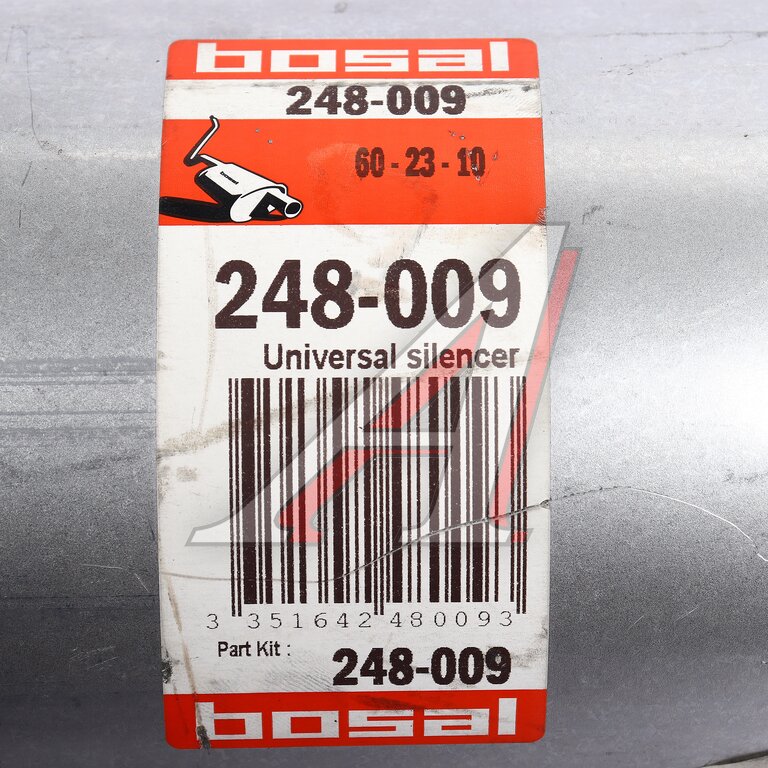 bosal
248-009
60 - 23 - 10
248-009
Universal silencer
3 351642 480093
Part Kit :
248-009
bosal